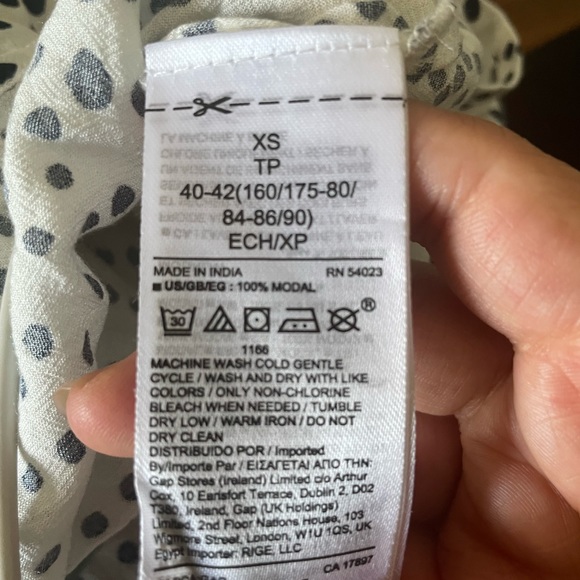 XS
TP
40-42(160/175-80/
84-86/90)
ECH/XP
MADE IN INDIA RN 54023
■ US/GB/EG : 100% MODAL
30 ®
1166
MACHINE WASH COLD GENTLE
CYCLE / WASH AND DRY WITH LIKE
COLORS / ONLY NON-CHLORINE
BLEACH WHEN NEEDED / TUMBLE
DRY LOW / WARM IRON / DO NOT
DRY CLEAN
DISTRIBUIDO POR / Imported
By/Importe Par / ΕΙΣΑΓΕΤΑΙ ΑΠΟ ΤΗΝ:
Gap Stores (Ireland) Limited c/o Arthur
Cox, 10 Earlsfort Terrace, Dublin 2, D02
T380, Ireland, Gap (UK Holdings)
Limited, 2nd Floor Nations House, 103
Wigmore Street, London, W1U 1QS, UK
Egypt Importer: RIGE, LLC
CA 17897